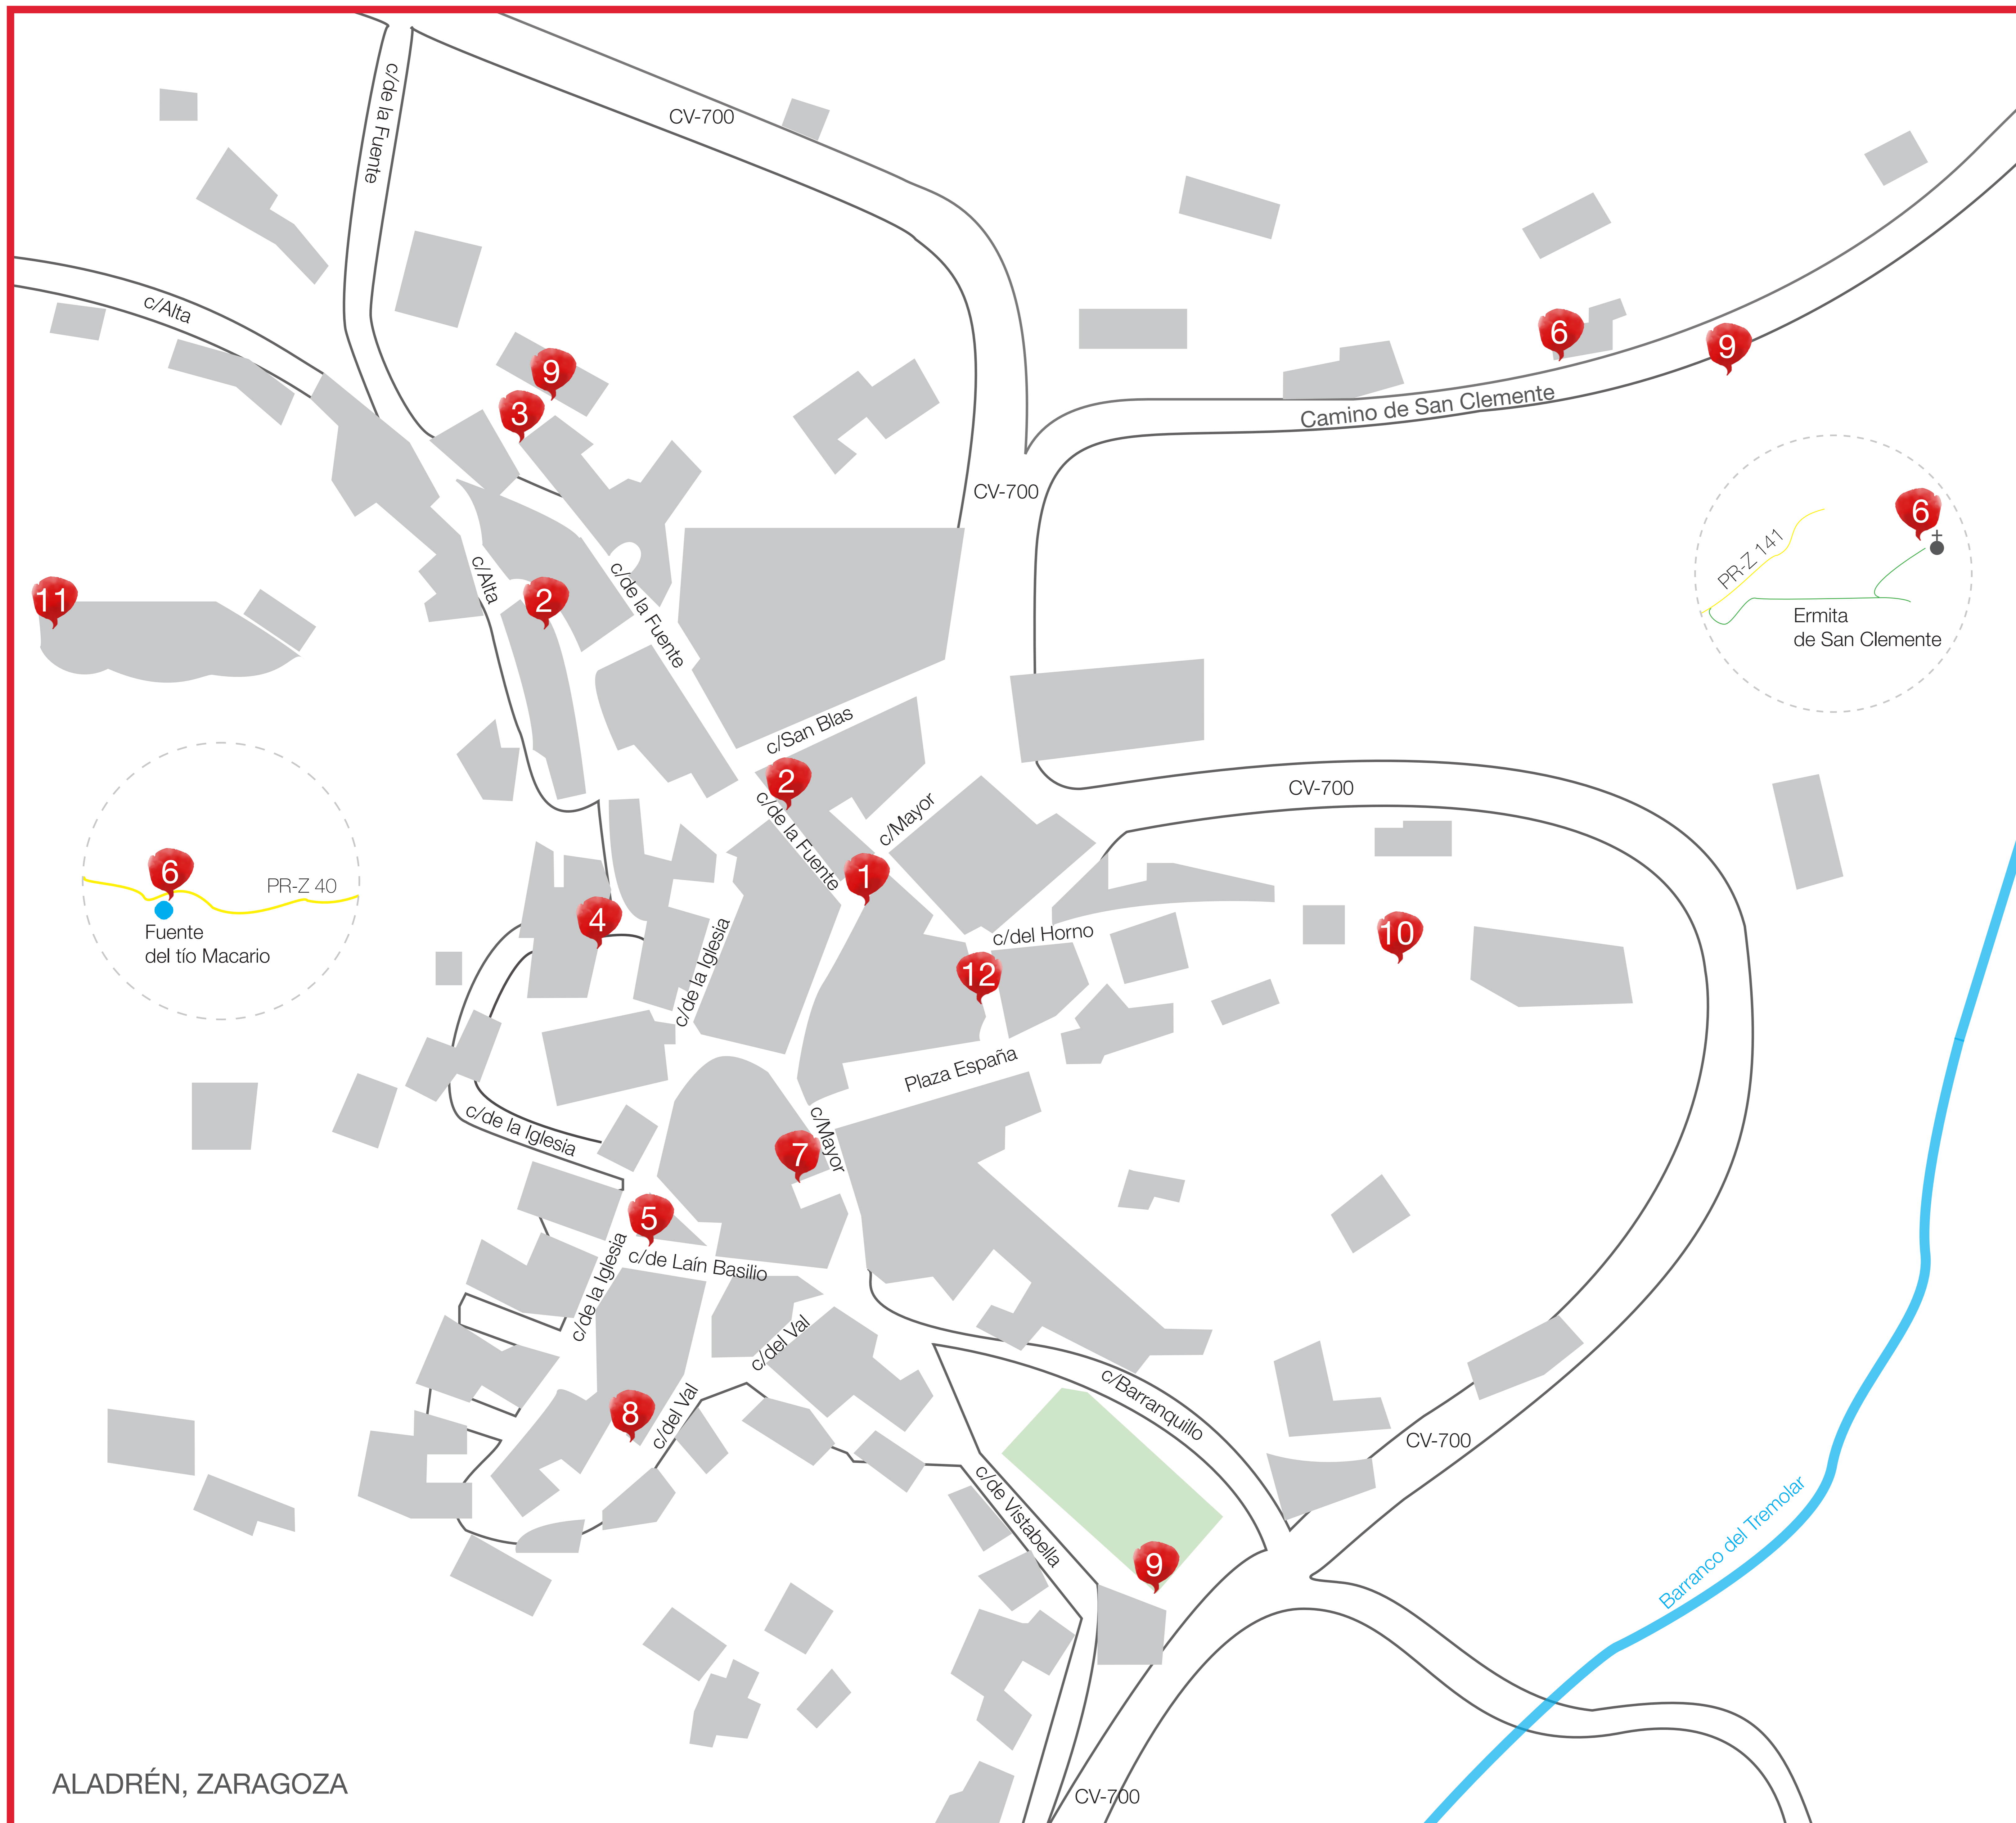 c/de la Fuente
CV-700
c/Alta
9
3
6
9
Camino de San Clemente
CV-700
6
PR-Z 141
Ermita
de San Clemente
11
c/Alta
2
c/de la Fuente
c/San Blas
2
c/de la Fuente
c/Mayor
CV-700
1
6
PR-Z 40
Fuente
del tío Macario
4
c/de la Iglesia
c/del Horno
10
12
Plaza España
c/de la Iglesia
c/Mayor
7
5
c/de la Iglesia
c/de Laín Basilio
c/del Val
8
c/del Val
c/Barranquillo
CV-700
c/de Vistabella
9
Barranco del Tremolar
ALADRÉN, ZARAGOZA
CV-700